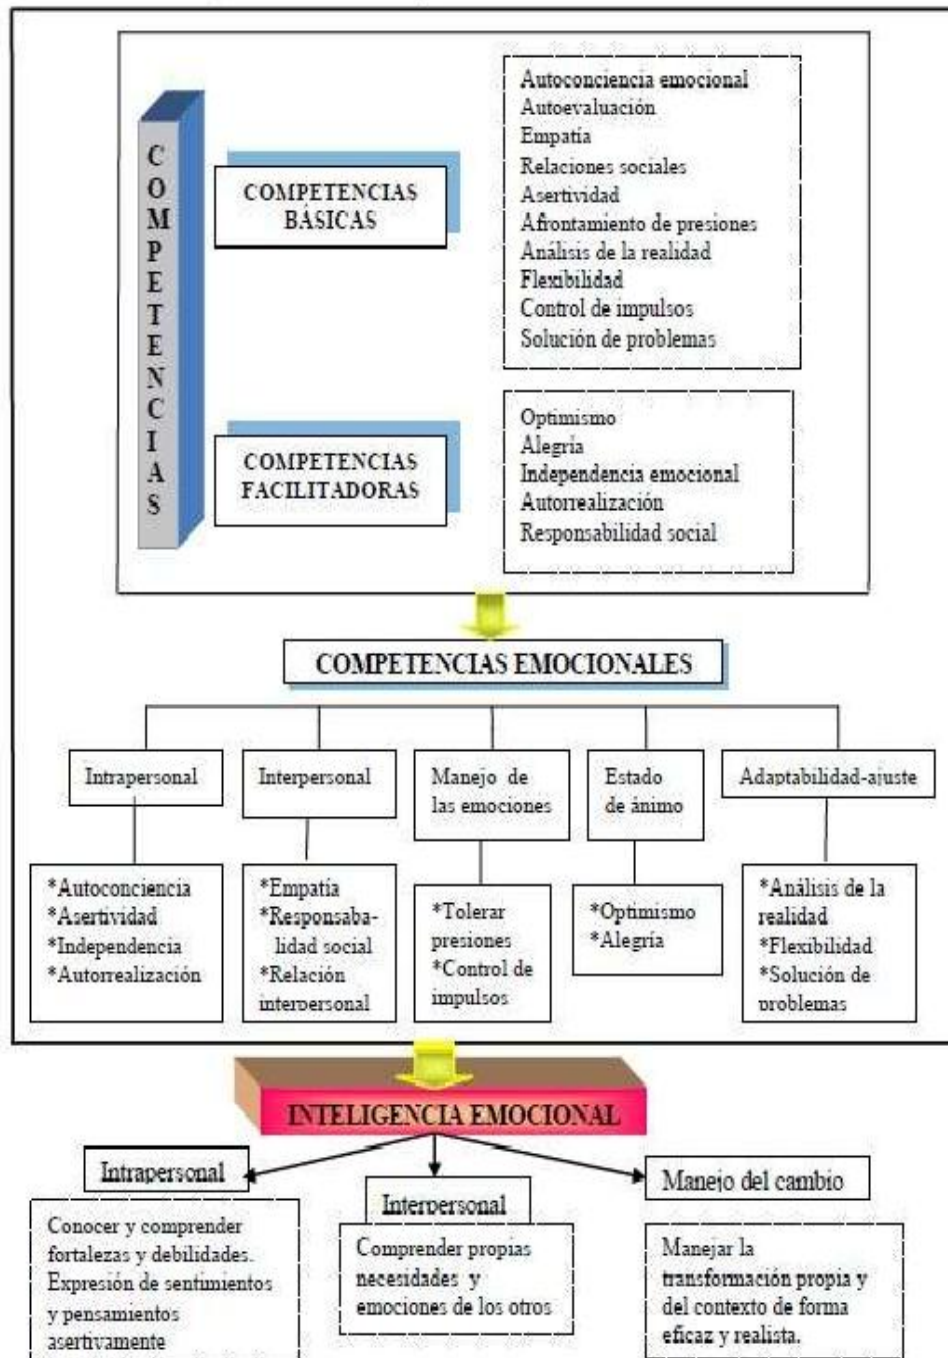 COMPETENCIAS
COMPETENCIAS
BÁSICAS
Autoconciencia emocional
Autoevaluación
Empatía
Relaciones sociales
Asertividad
Afrontamiento de presiones
Análisis de la realidad
Flexibilidad
Control de impulsos
Solución de problemas
COMPETENCIAS
FACILITADORAS
Optimismo
Alegría
Independencia emocional
Autorrealización
Responsabilidad social
COMPETENCIAS EMOCIONALES
Intrapersonal
*Autoconciencia
*Asertividad
*Independencia
*Autorrealización
Interpersonal
*Empatía
*Responsaba-
lidad social
*Relación
interpersonal
Manejo de
las emociones
*Tolerar
presiones
*Control de
impulsos
Estado
de ánimo
*Optimismo
*Alegría
Adaptabilidad-ajuste
*Análisis de la
realidad
*Flexibilidad
*Solución de
problemas
INTELIGENCIA EMOCIONAL
Intrapersonal
Conocer y comprender
fortalezas y debilidades.
Expresión de sentimientos
y pensamientos
asertivamente
Interpersonal
Comprender propias
necesidades y
emociones de los otros
Manejo del cambio
Manejar la
transformación propia y
del contexto de forma
eficaz y realista.